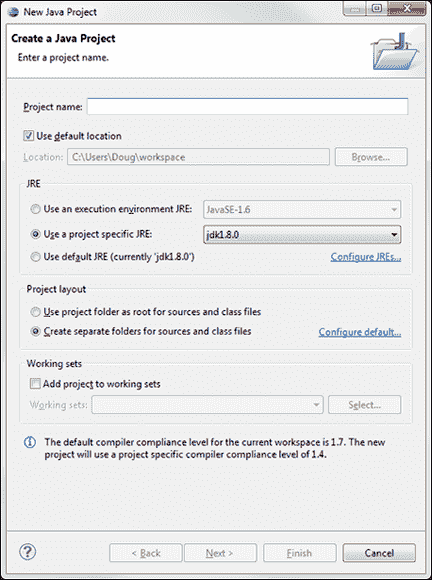 New Java Project
Create a Java Project
Enter a project name.
Project name:
Use default location
Location: C:\Users\Doug\workspace Browse...
JRE
Use an execution environment JRE: JavaSE-1.6
Use a project specific JRE: jdk1.8.0
Use default JRE (currently 'jdk1.8.0') Configure JREs...
Project layout
Use project folder as root for sources and class files
Create separate folders for sources and class files Configure default...
Working sets
Add project to working sets
Working sets: Select...
The default compiler compliance level for the current workspace is 1.7. The new
project will use a project specific compiler compliance level of 1.4.
? < Back Next > Finish Cancel